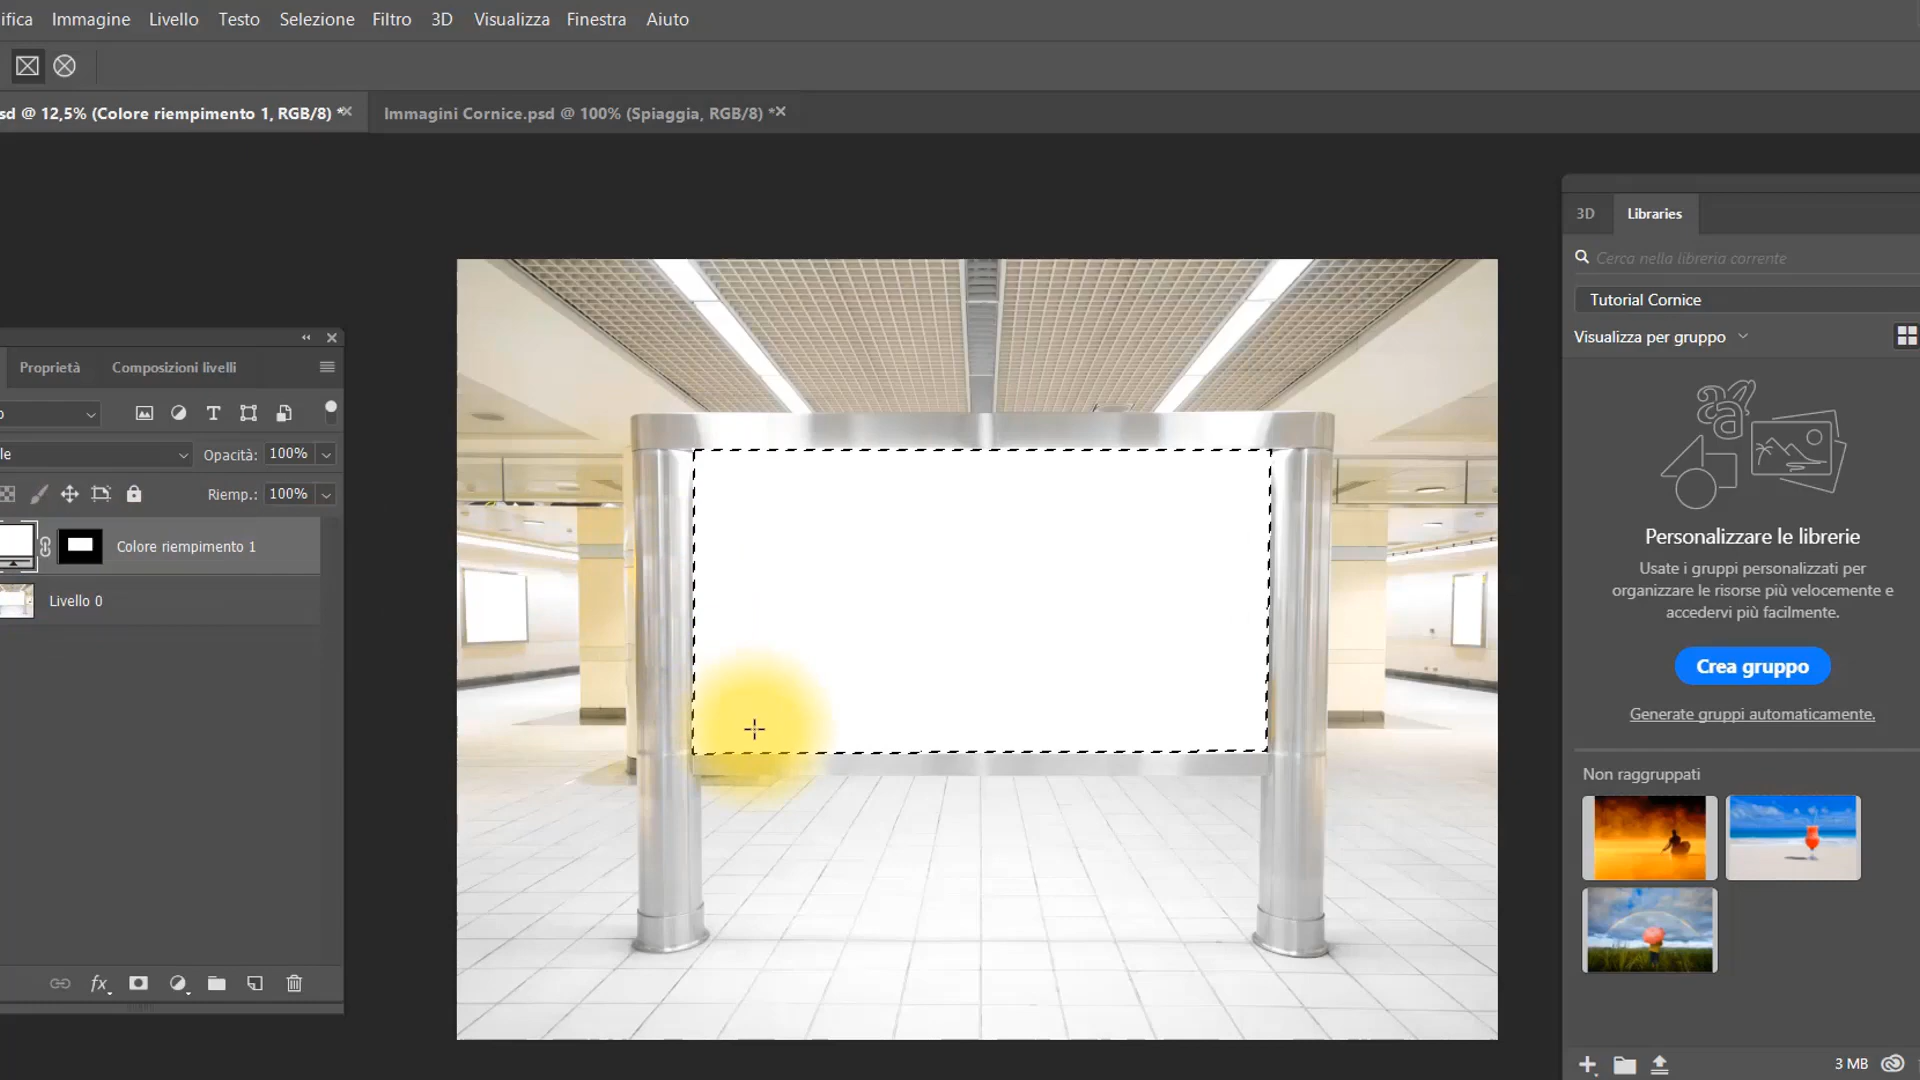 ifica Immagine Livello Testo Selezione Filtro 3D Visualizza Finestra Aiuto
sd @ 12,5% (Colore riempimento 1, RGB/8) *
Immagini Cornice.psd @ 100% (Spiaggia, RGB/8) *
3D Libraries
Cerca nella libreria corrente
Tutorial Cornice
Visualizza per gruppo
Proprietà Composizioni livelli
Opacità: 100%
Riemp.: 100%
Colore riempimento 1
Livello 0
fx
Personalizzare le librerie
Usate i gruppi personalizzati per
organizzare le risorse più velocemente e
accedervi più facilmente.
Crea gruppo
Generate gruppi automaticamente.
Non raggruppati
3 MB